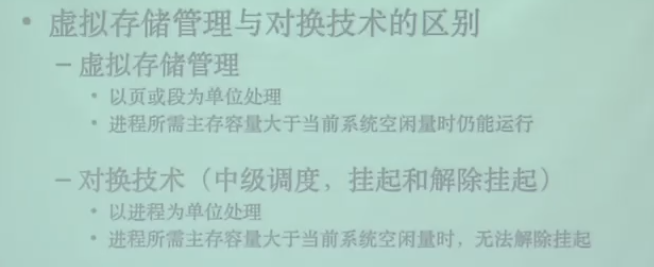 • 虚拟存储管理与对换技术的区别
– 虚拟存储管理
• 以页或段为单位处理
• 进程所需主存容量大于当前系统空闲量时仍能运行
– 对换技术（中级调度，挂起和解除挂起）
• 以进程为单位处理
• 进程所需主存容量大于当前系统空闲量时，无法解除挂起